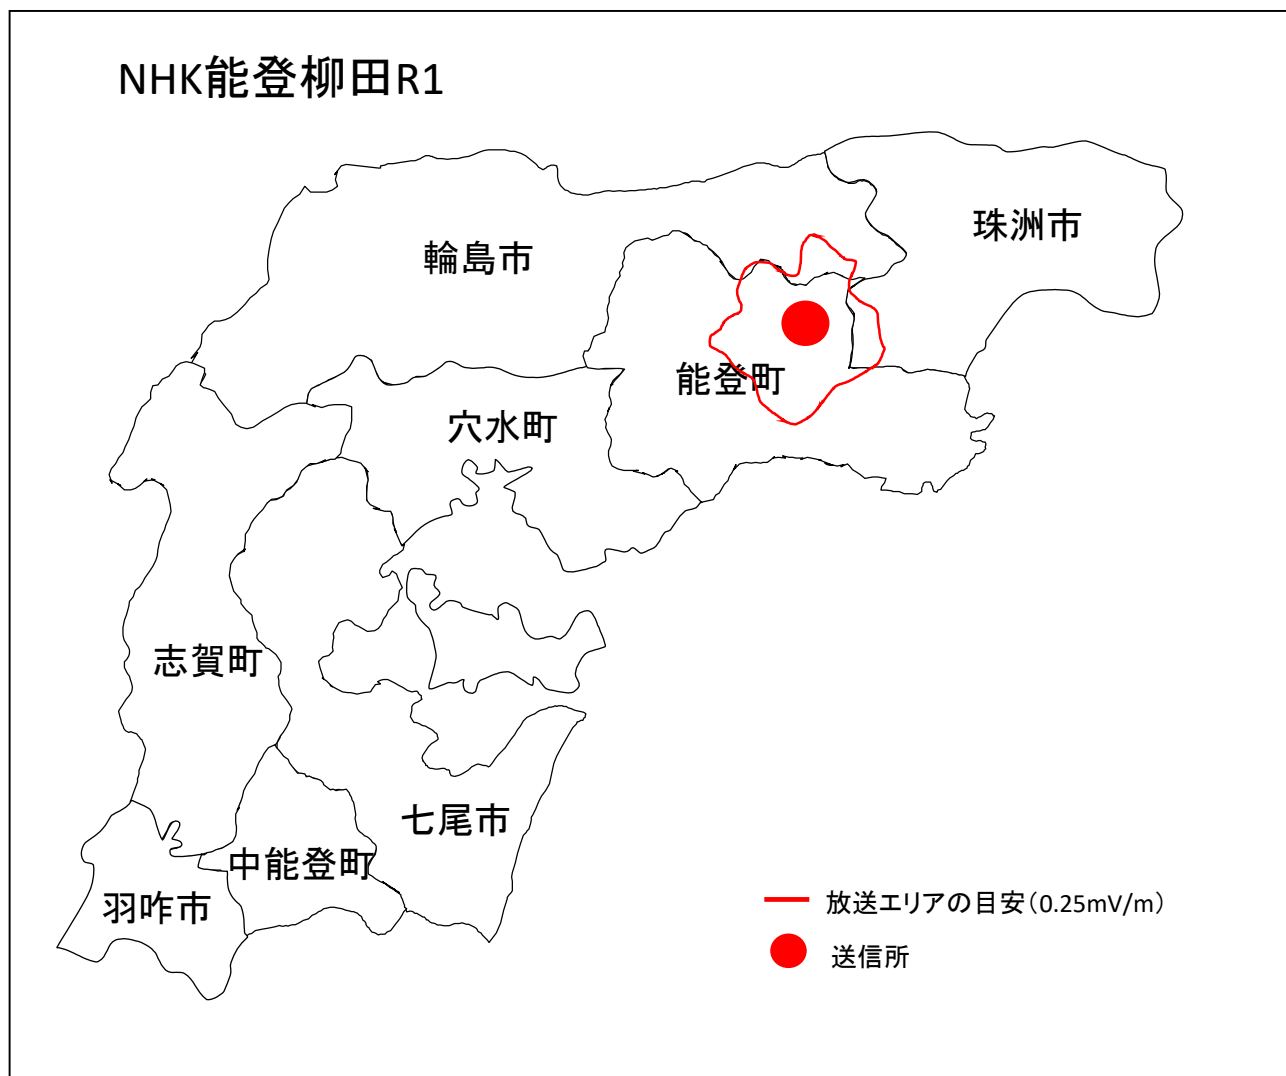 NHK能登柳田R1
珠洲市
輪島市
能登町
穴水町
志賀町
七尾市
中能登町
羽咋市
放送エリアの目安（0.25mV/m）
送信所